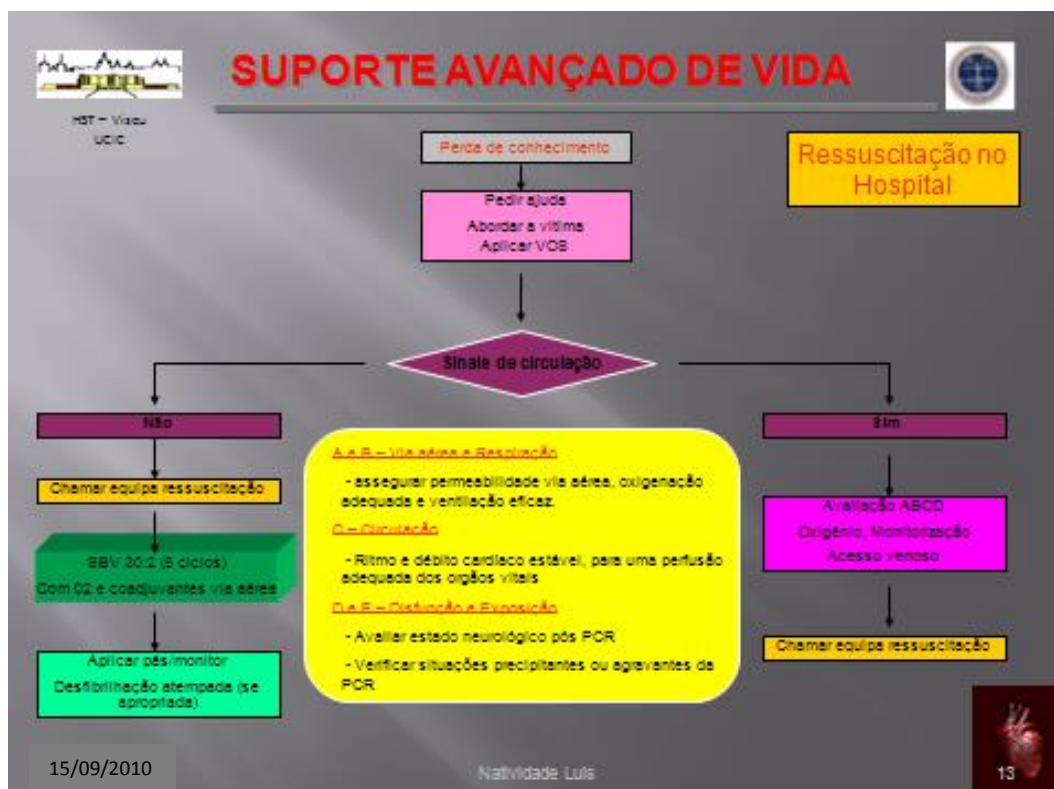 SUPORTE AVANÇADO DE VIDA
HST – Viseu
UCIC
Ressuscitação no
Hospital
Perda de conhecimento
Pedir ajuda
Abordar a vítima
Aplicar VOS
Sinais de circulação
Não
Chamar equipa ressuscitação
SBV 30:2 (5 ciclos)
Com O2 e coadjuvantes via aérea
Aplicar pás/monitor
Desfibrilhação atempada (se
apropriada)
A e B – Via aérea e Respiração
- assegurar permeabilidade via aérea, oxigenação
adequada e ventilação eficaz.
C – Circulação
- Ritmo e débito cardíaco estável, para uma perfusão
adequada dos orgãos vitais
D e E – Disfunção e Exposição
- Avaliar estado neurológico pós PCR
- Verificar situações precipitantes ou agravantes da
PCR
Sim
Avaliação ABCD
Oxigênio, Monitorização
Acesso venoso
Chamar equipa ressuscitação
15/09/2010
Natividade Luis
13